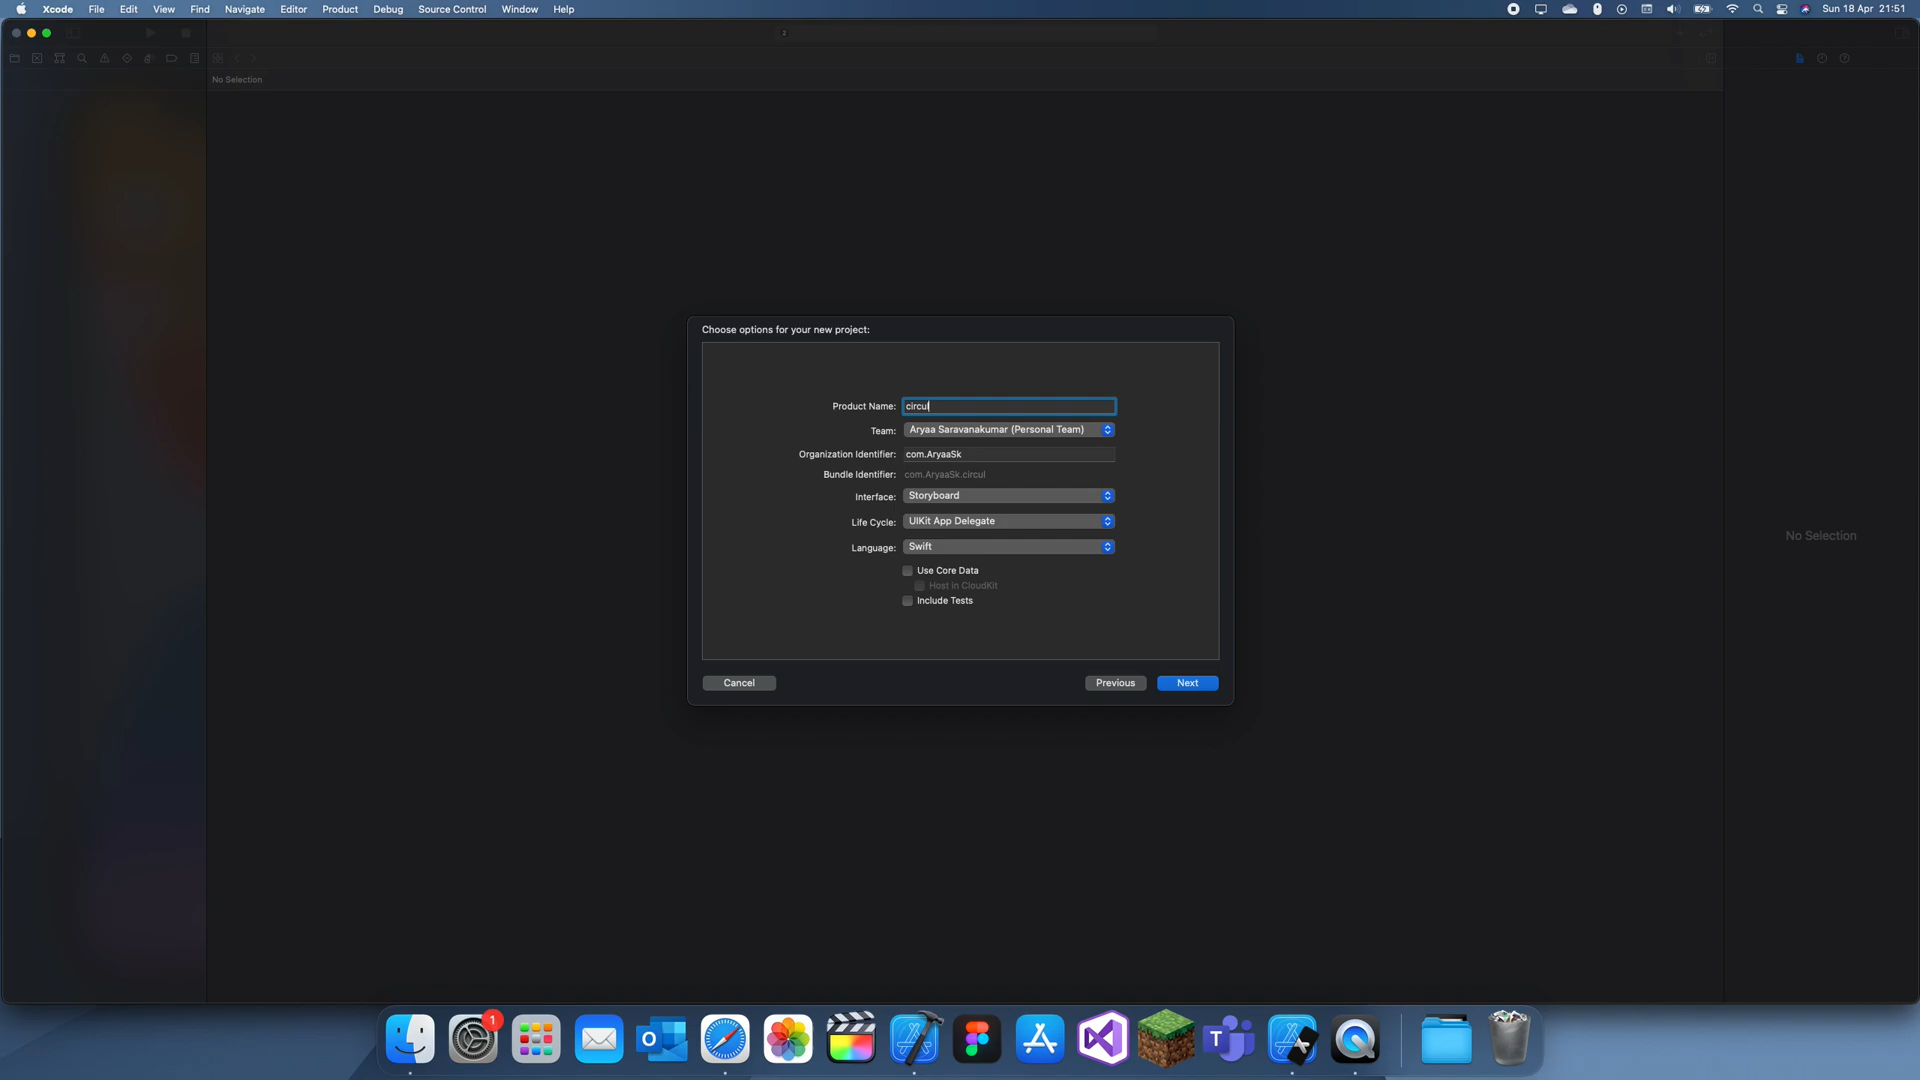 Xcode File Edit View Find Navigate Editor Product Debug Source Control Window Help Sun 18 Apr 21:51
2
No Selection
Choose options for your new project:
Product Name: circul
Team: Aryaa Saravanakumar (Personal Team)
Organization Identifier: com.AryaaSk
Bundle Identifier: com.AryaaSk.circul
Interface: Storyboard
Life Cycle: UIKit App Delegate
Language: Swift
Use Core Data
Host in CloudKit
Include Tests
Cancel Previous Next
No Selection
1